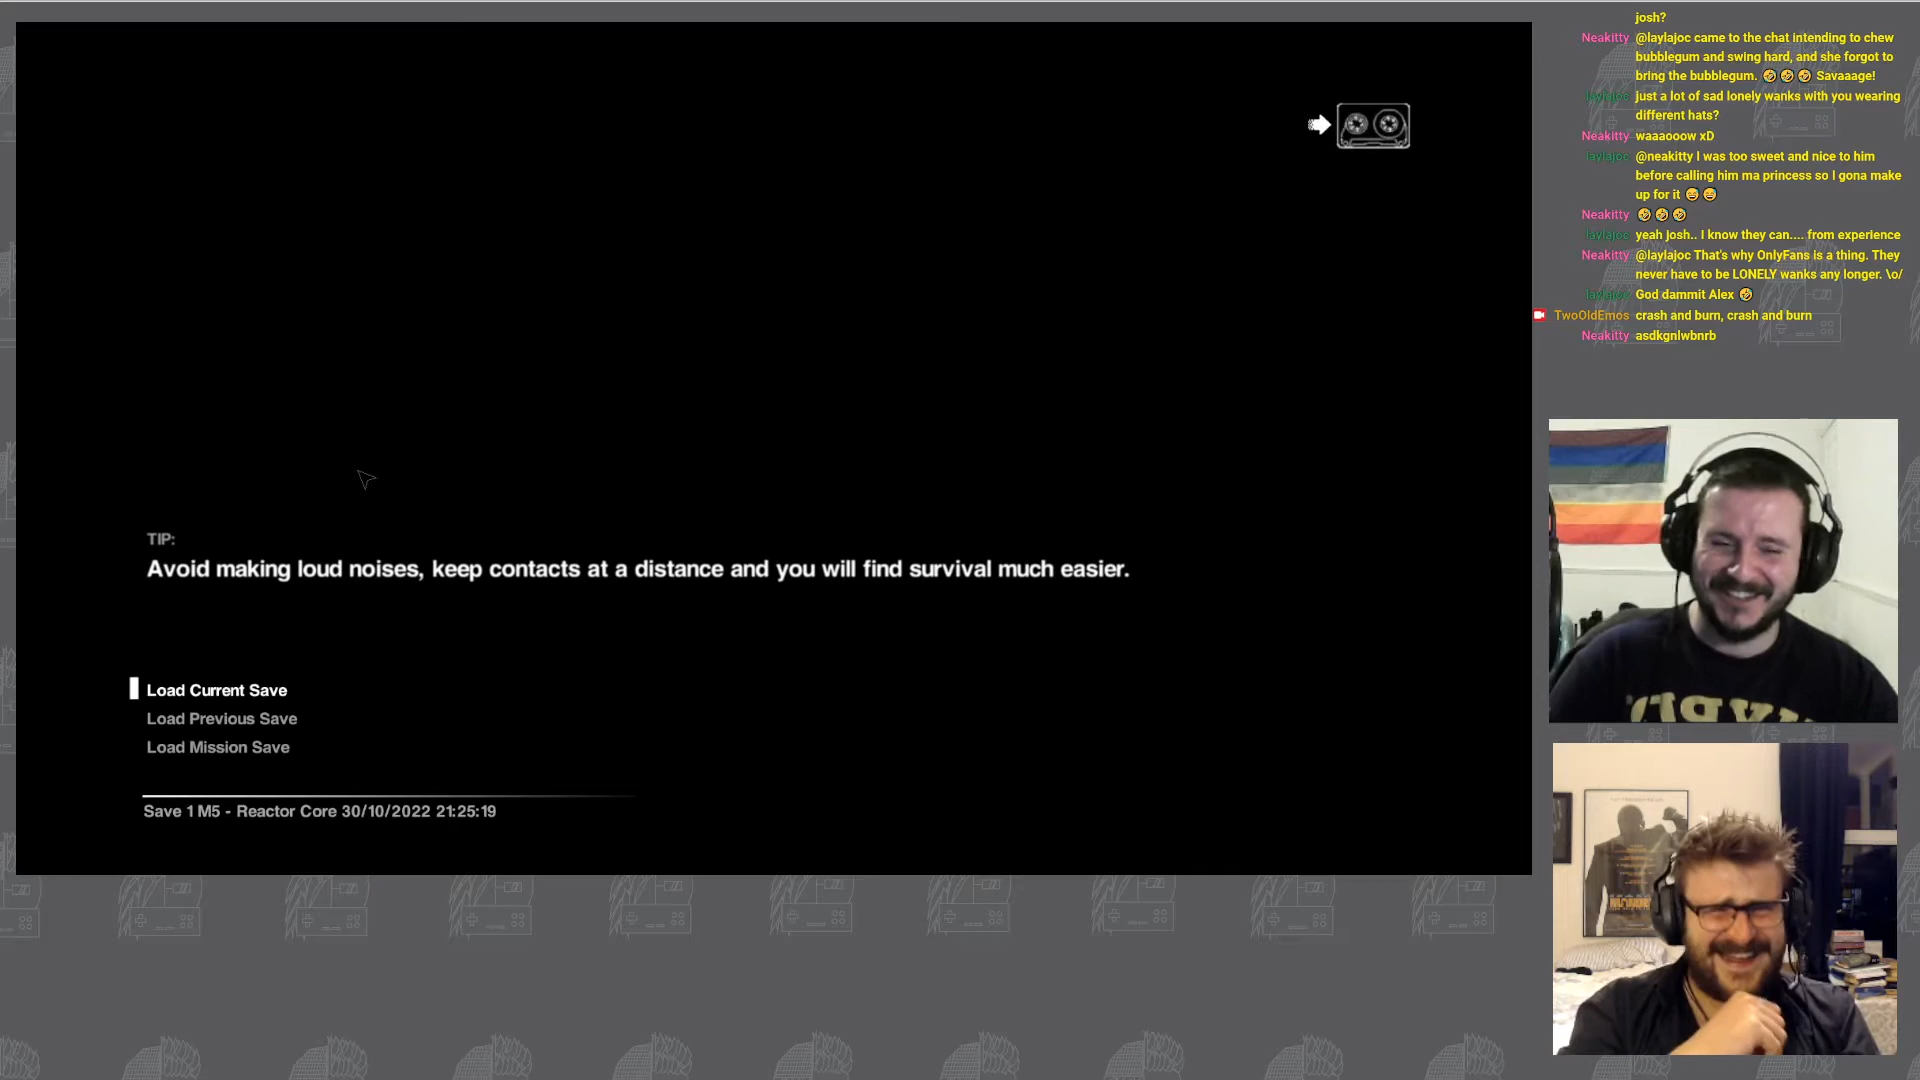 josh?
Neakitty @laylajoc came to the chat intending to chew
bubblegum and swing hard, and she forgot to
bring the bubblegum. 🤣 🤣 🤣 Savaaage!
laylajoc just a lot of sad lonely wanks with you wearing
different hats?
Neakitty waaaooow xD
laylajoc @neakitty I was too sweet and nice to him
before calling him ma princess so I gona make
up for it 😅 😅
Neakitty 🤣 🤣 🤣
laylajoc yeah josh.. I know they can.... from experience
Neakitty @laylajoc That's why OnlyFans is a thing. They
never have to be LONELY wanks any longer. \o/
laylajoc God dammit Alex 🤣
TwoOldEmos crash and burn, crash and burn
Neakitty asdkgnlwbnrb
TIP:
Avoid making loud noises, keep contacts at a distance and you will find survival much easier.
Load Current Save
Load Previous Save
Load Mission Save
Save 1 M5 - Reactor Core 30/10/2022 21:25:19